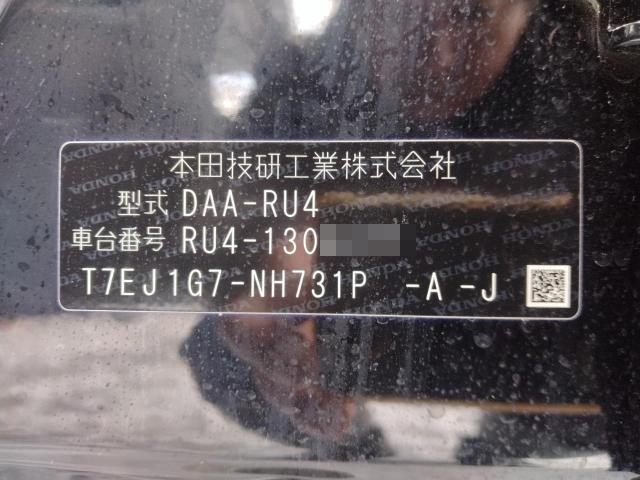 本田技研工業株式会社
型式 DAA-RU4
車台番号 RU4-130
T7EJ1G7-NH731P -A -J